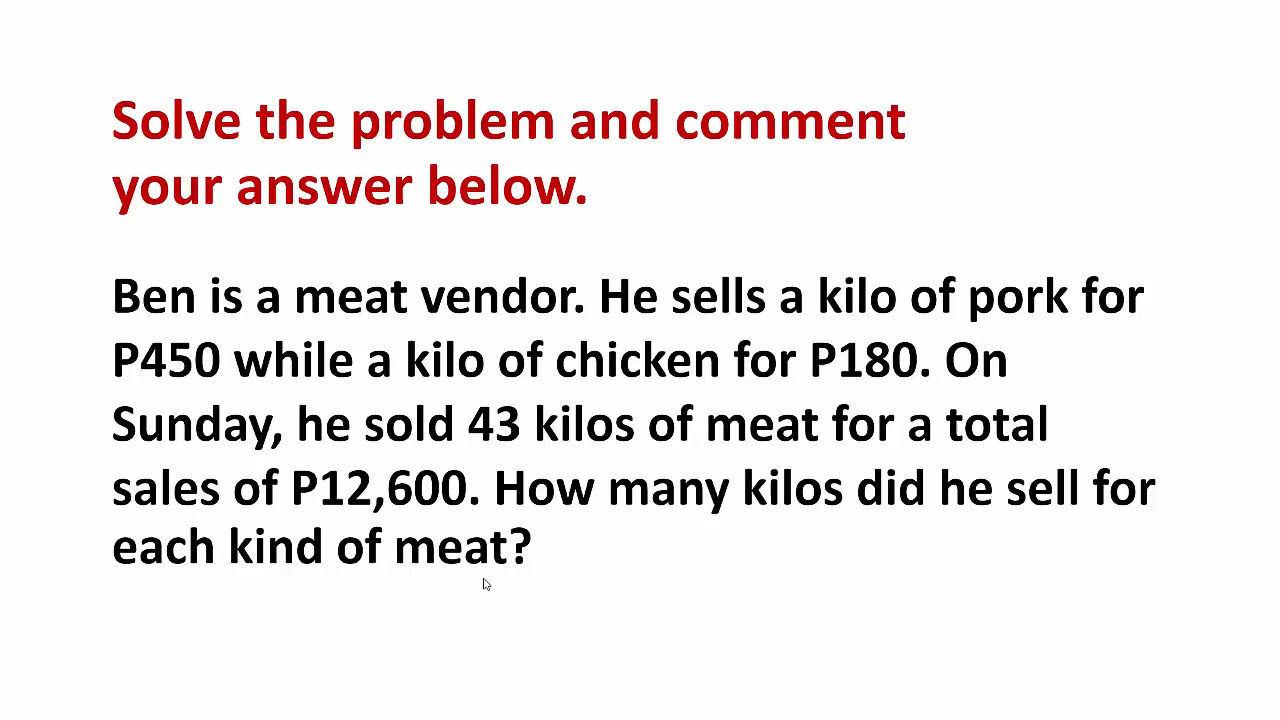 Solve the problem and comment
your answer below.
Ben is a meat vendor. He sells a kilo of pork for
P450 while a kilo of chicken for P180. On
Sunday, he sold 43 kilos of meat for a total
sales of P12,600. How many kilos did he sell for
each kind of meat?